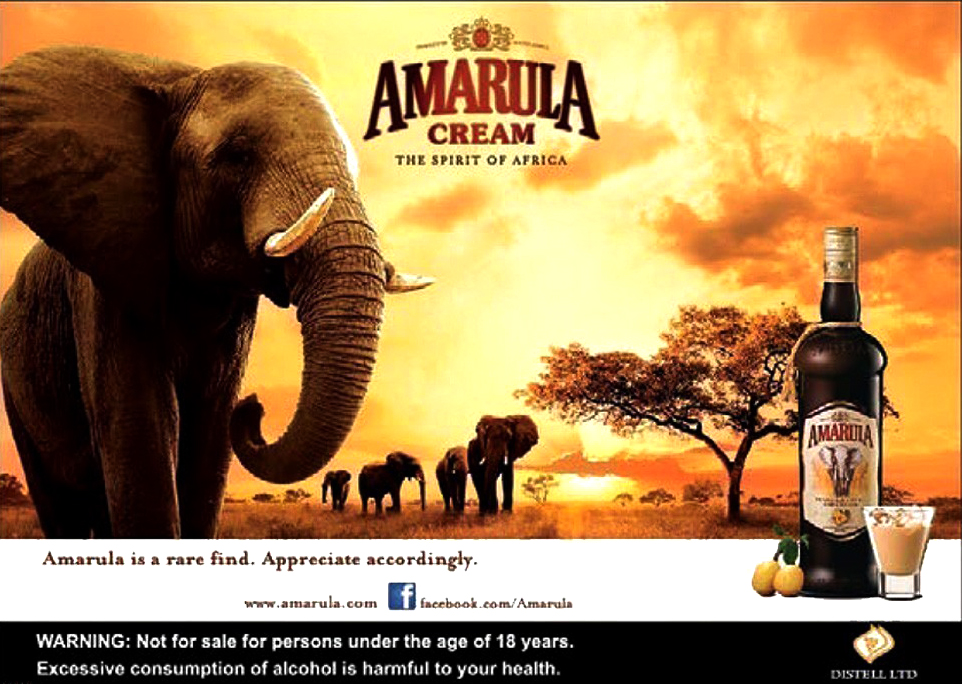 AMARULA
CREAM
THE SPIRIT OF AFRICA
AMARULA
Amarula is a rare find. Appreciate accordingly.
www.amarula.com f facebook.com/Amarula
WARNING: Not for sale for persons under the age of 18 years.
Excessive consumption of alcohol is harmful to your health.
DISTELL LTD